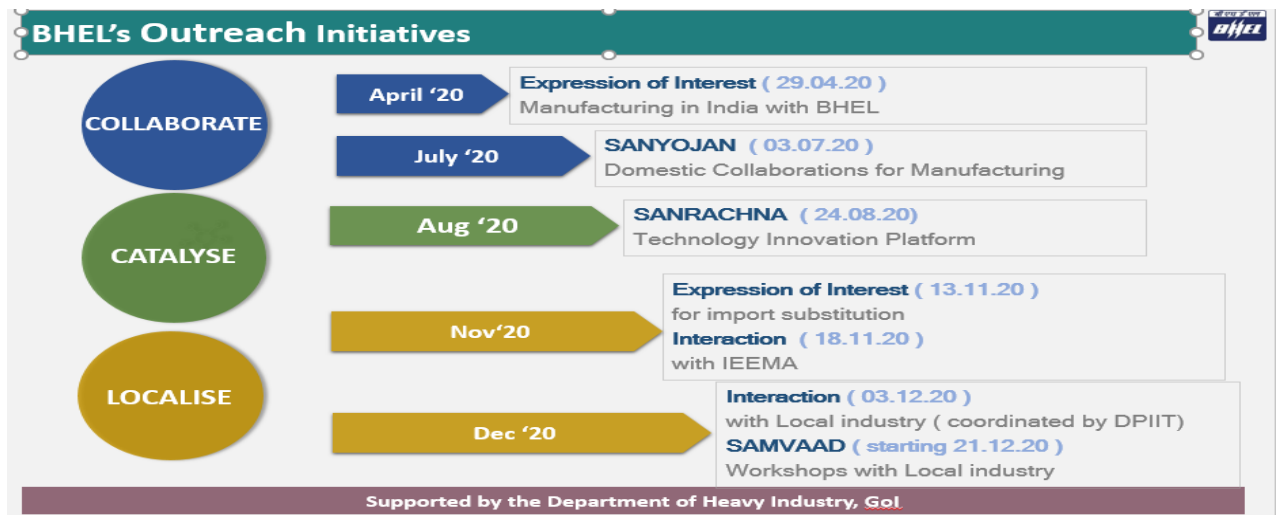 BHEL's Outreach Initiatives
बी एच ई एल
BHEL
COLLABORATE
April ‘20
Expression of Interest ( 29.04.20 )
Manufacturing in India with BHEL
July ‘20
SANYOJAN ( 03.07.20 )
Domestic Collaborations for Manufacturing
CATALYSE
Aug ‘20
SANRACHNA ( 24.08.20)
Technology Innovation Platform
LOCALISE
Nov‘20
Expression of Interest ( 13.11.20 )
for import substitution
Interaction ( 18.11.20 )
with IEEMA
Dec ‘20
Interaction ( 03.12.20 )
with Local industry ( coordinated by DPIIT)
SAMVAAD ( starting 21.12.20 )
Workshops with Local industry
Supported by the Department of Heavy Industry, GoI